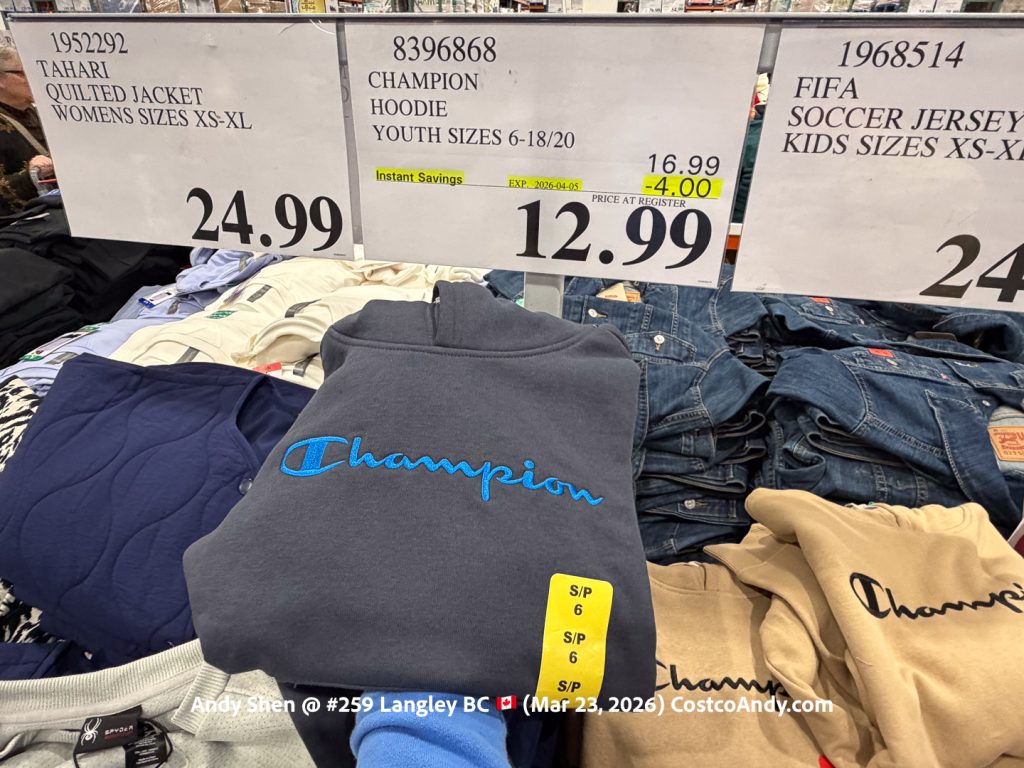 1952292
TAHARI
QUILTED JACKET
WOMENS SIZES XS-XL
24.99
8396868
CHAMPION
HOODIE
YOUTH SIZES 6-18/20
16.99
Instant Savings EXP. 2026-04-05 -4.00
PRICE AT REGISTER
12.99
1968514
FIFA
SOCCER JERSEY
KIDS SIZES
24
Champion
S/P
6
S/P
6
S/P
Champion
SPYDER
Andy Shen @ #259 Langley BC 🇨🇦 (Mar 23, 2026) CostcoAndy.com